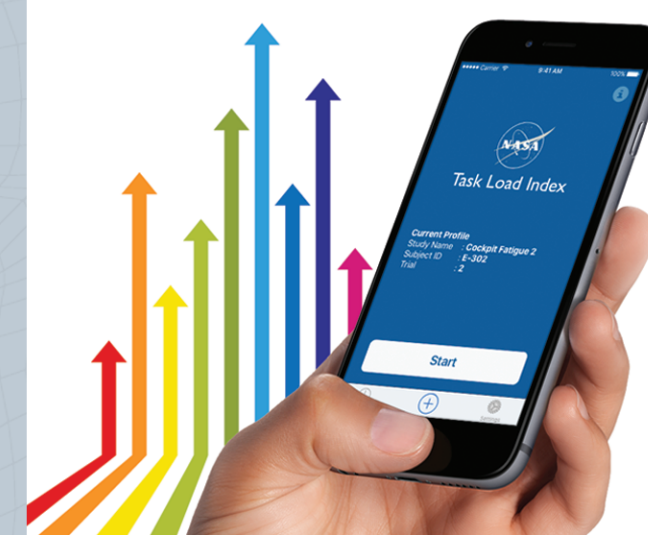 Carrier 9:41 AM 100%
NASA
Task Load Index
Current Profile
Study Name : Cockpit Fatigue 2
Subject ID : E-302
Trial : 2
Start
Settings